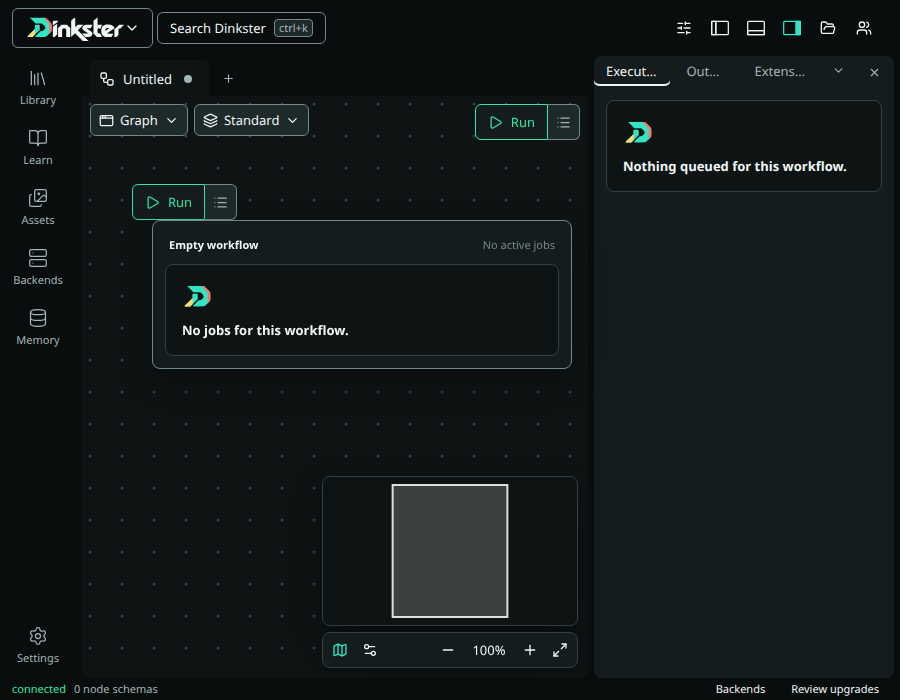 Dinkster
Search Dinkster ctrl+k
Library
Learn
Assets
Backends
Memory
Settings
Untitled
Graph
Standard
Run
Run
Empty workflow
No active jobs
No jobs for this workflow.
100%
Execut...
Out...
Extens...
Nothing queued for this workflow.
connected
0 node schemas
Backends
Review upgrades